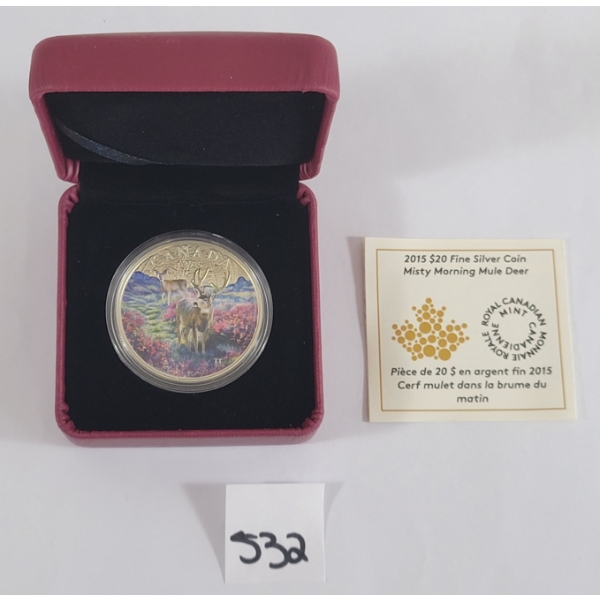 CANADA
2015 $20 Fine Silver Coin
Misty Morning Mule Deer
ROYAL CANADIAN MINT
MONNAIE ROYALE CANADIENNE
Pièce de 20 $ en argent fin 2015
Cerf mulet dans la brume du
matin
532